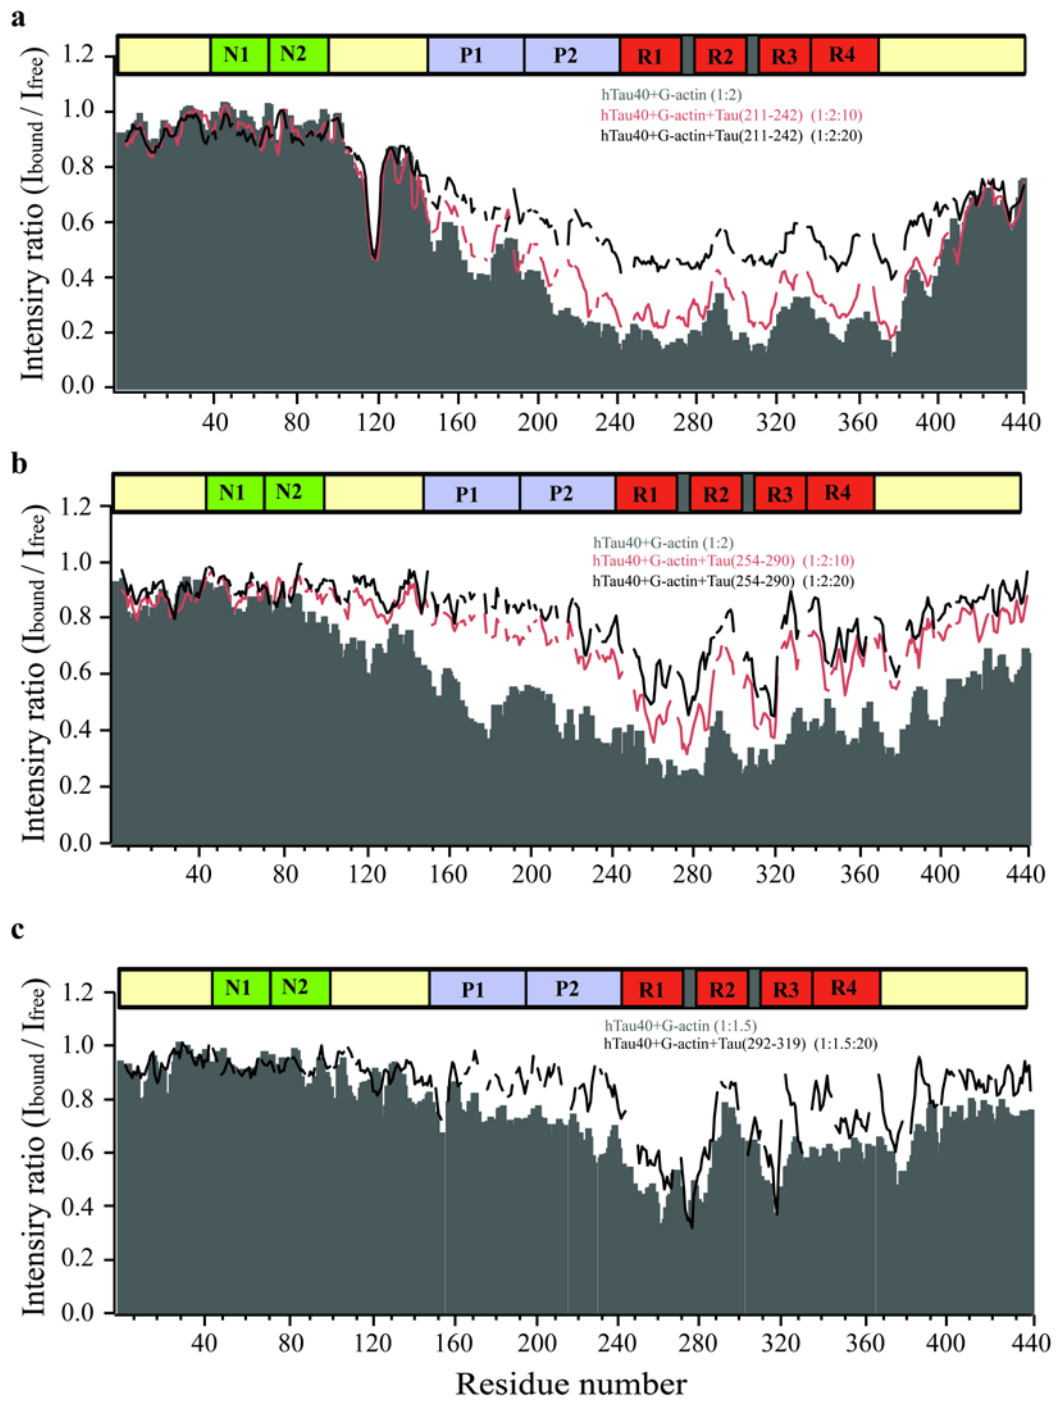 a
Intensiry ratio (Ibound / Ifree)
1.2
1.0
0.8
0.6
0.4
0.2
0.0
N1 N2 P1 P2 R1 R2 R3 R4
hTau40+G-actin (1:2)
hTau40+G-actin+Tau(211-242) (1:2:10)
hTau40+G-actin+Tau(211-242) (1:2:20)
40 80 120 160 200 240 280 320 360 400 440
b
Intensiry ratio (Ibound / Ifree)
1.2
1.0
0.8
0.6
0.4
0.2
0.0
N1 N2 P1 P2 R1 R2 R3 R4
hTau40+G-actin (1:2)
hTau40+G-actin+Tau(254-290) (1:2:10)
hTau40+G-actin+Tau(254-290) (1:2:20)
40 80 120 160 200 240 280 320 360 400 440
c
Intensiry ratio (Ibound / Ifree)
1.2
1.0
0.8
0.6
0.4
0.2
0.0
N1 N2 P1 P2 R1 R2 R3 R4
hTau40+G-actin (1:1.5)
hTau40+G-actin+Tau(292-319) (1:1.5:20)
40 80 120 160 200 240 280 320 360 400 440
Residue number